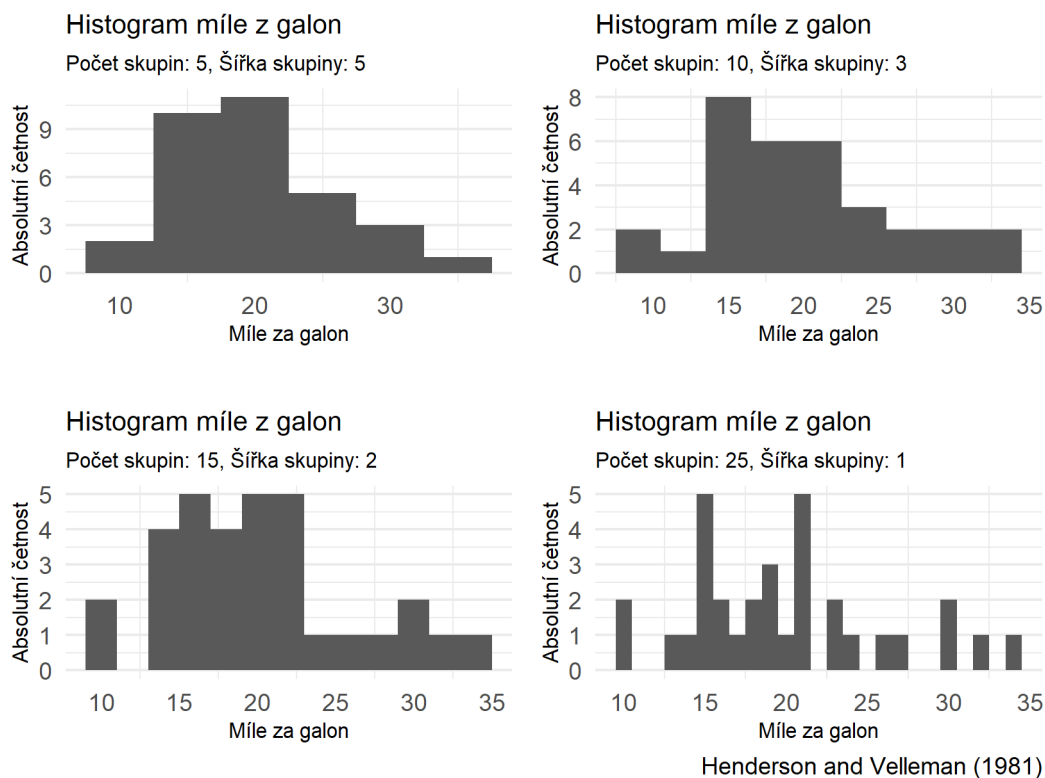 Histogram míle z galon
Počet skupin: 5, Šířka skupiny: 5
Absolutní četnost
9
6
3
0
10 20 30
Míle za galon
Histogram míle z galon
Počet skupin: 10, Šířka skupiny: 3
Absolutní četnost
8
6
4
2
0
10 15 20 25 30 35
Míle za galon
Histogram míle z galon
Počet skupin: 15, Šířka skupiny: 2
Absolutní četnost
5
4
3
2
1
0
10 15 20 25 30 35
Míle za galon
Histogram míle z galon
Počet skupin: 25, Šířka skupiny: 1
Absolutní četnost
5
4
3
2
1
0
10 15 20 25 30 35
Míle za galon
Henderson and Velleman (1981)